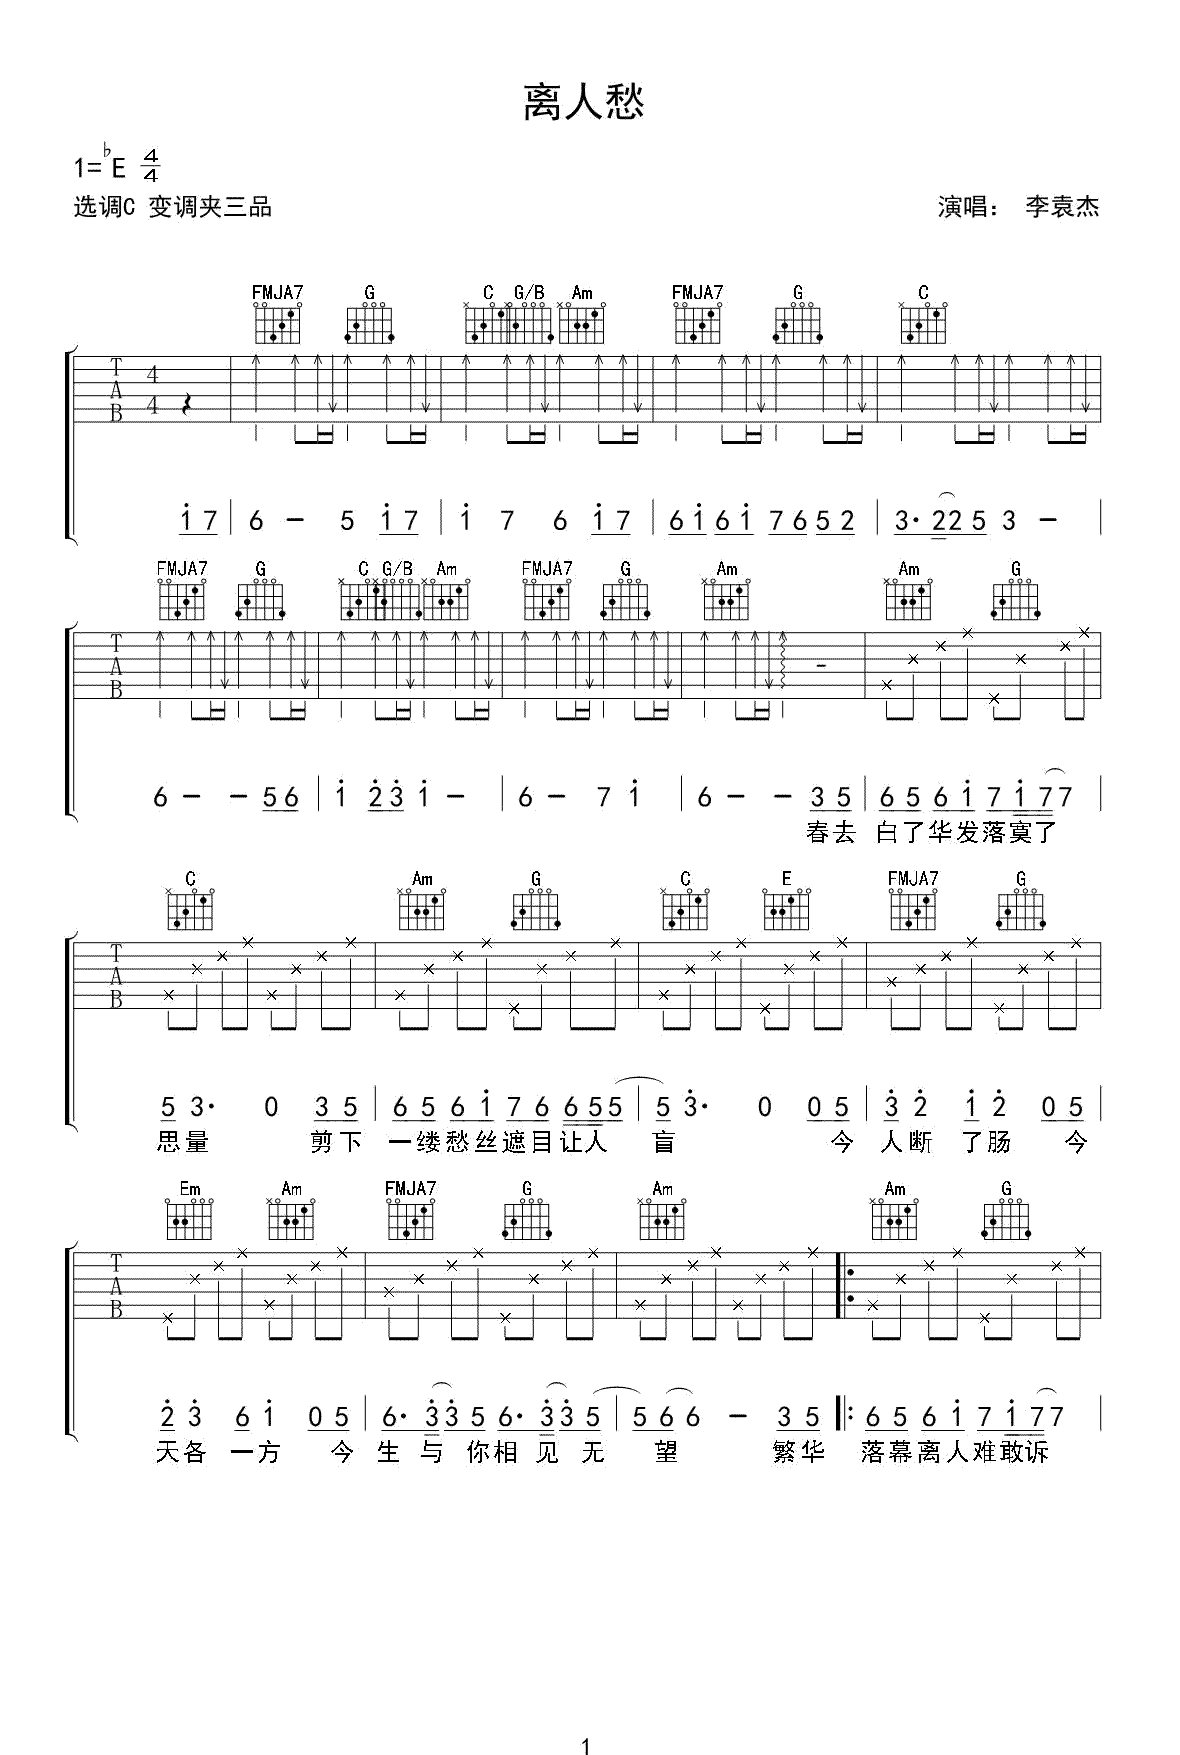 离人愁
1=♭E 4/4
选调C 变调夹三品 演唱： 李袁杰
FMJA7 G C G/B Am FMJA7 G C
TAB 4/4
i 7 | 6 – 5 i 7 | i 7 6 i 7 | 6 i 6 i 7 6 5 2 | 3· 2 2 5 3 – |
FMJA7 G C G/B Am FMJA7 G Am Am G
TAB
6 – – 5 6 | i 2̇ 3̇ i – | 6 – 7 i | 6 – – 3 5 | 6 5 6 i 7 i 7 7 |
春去 白了华发落寞了
C Am G C E FMJA7 G
TAB
5 3· 0 3 5 | 6 5 6 i 7 6 6 5 5 | 5 3̇· 0 0 5 | 3̇ 2̇ i 2̇ 0 5 |
思量 剪下 一缕愁丝遮目让人 盲 今 人断 了肠 今
Em Am FMJA7 G Am Am G
TAB
2̇ 3̇ 6 i 0 5 | 6· 3̇ 3̇ 5 6· 3̇ 3̇ 5 | 5 6 6 – 3 5 |: 6 5 6 i 7 i 7 7 |
天各 一方 今 生 与 你相 见 无 望 繁华 落幕离人难敢诉
1